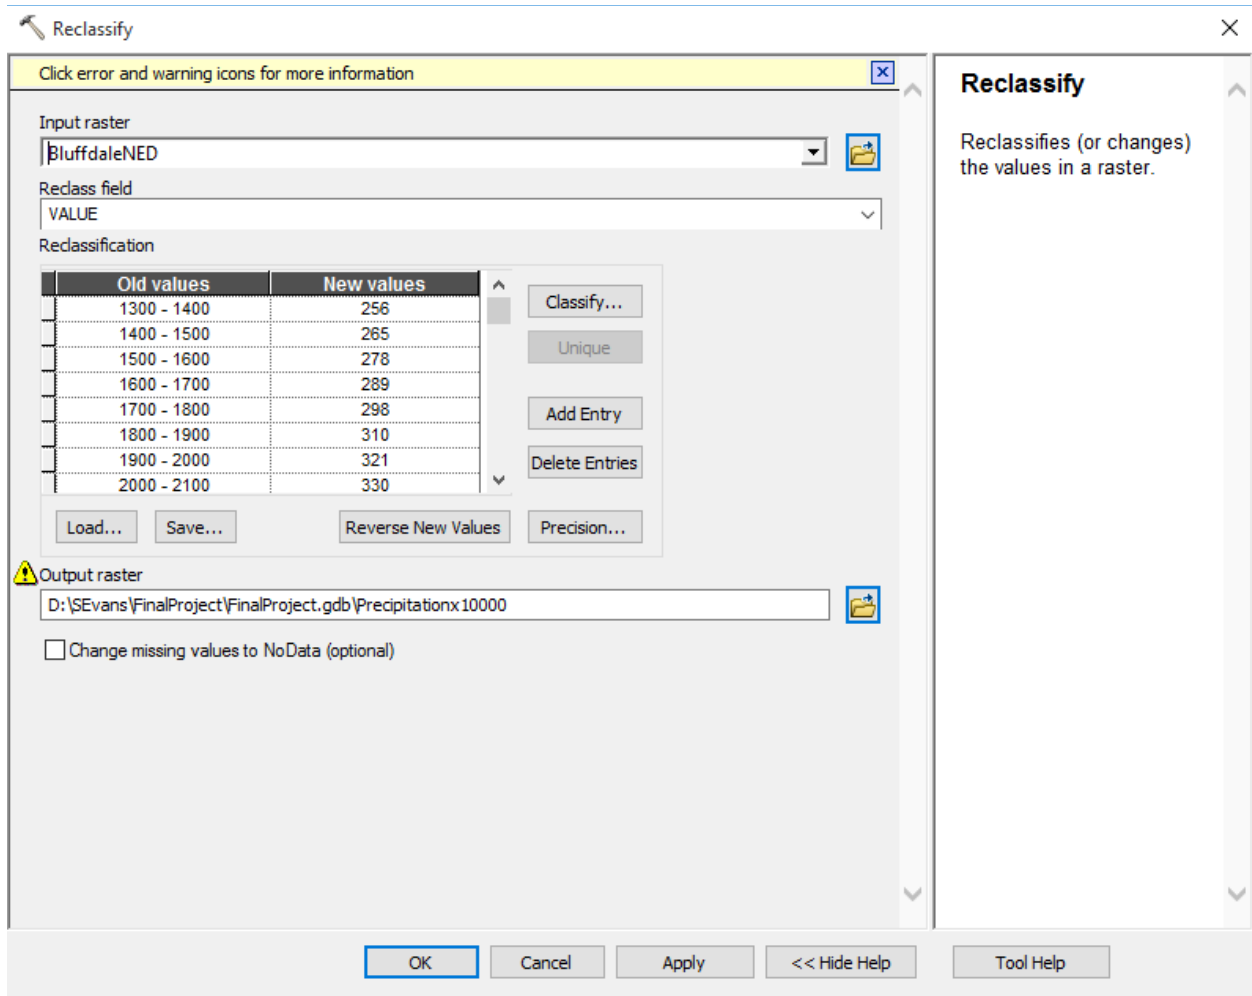 Reclassify
Click error and warning icons for more information
Input raster
BluffdaleNED
Reclass field
VALUE
Reclassification
Old values New values
1300 - 1400 256
1400 - 1500 265
1500 - 1600 278
1600 - 1700 289
1700 - 1800 298
1800 - 1900 310
1900 - 2000 321
2000 - 2100 330
Classify...
Unique
Add Entry
Delete Entries
Load... Save... Reverse New Values Precision...
Output raster
D:\SEvans\FinalProject\FinalProject.gdb\Precipitationx10000
Change missing values to NoData (optional)
Reclassify
Reclassifies (or changes)
the values in a raster.
OK Cancel Apply << Hide Help Tool Help